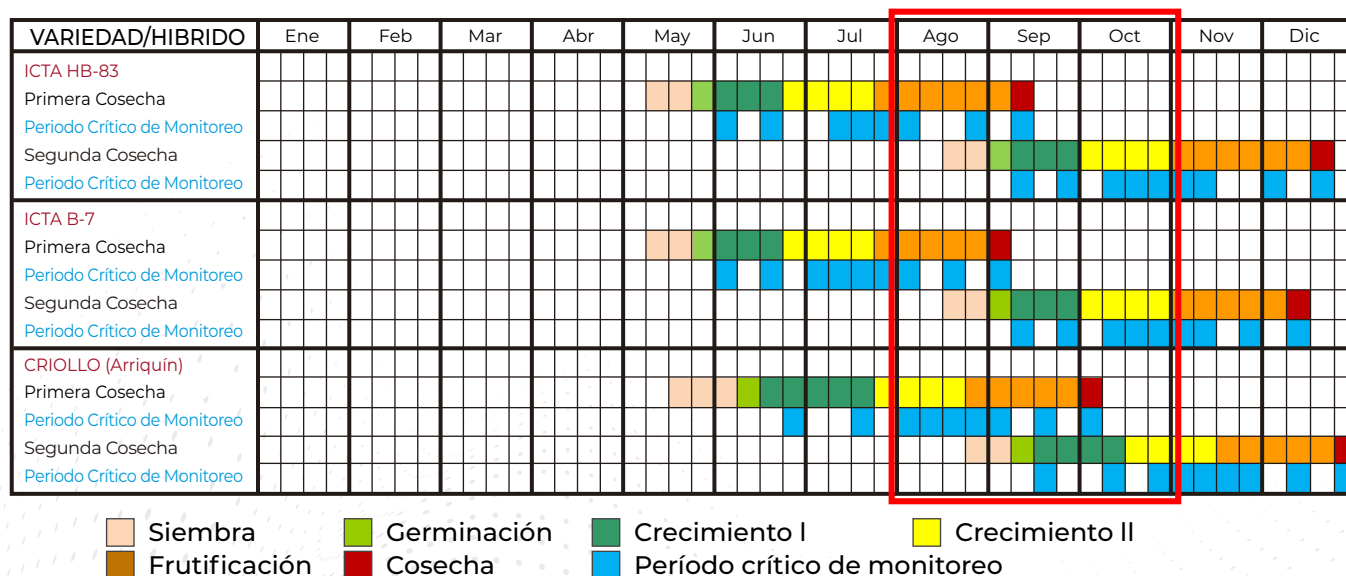 VARIEDAD/HIBRIDO Ene Feb Mar Abr May Jun Jul Ago Sep Oct Nov Dic
ICTA HB-83
Primera Cosecha
Periodo Crítico de Monitoreo
Segunda Cosecha
Periodo Crítico de Monitoreo
ICTA B-7
Primera Cosecha
Periodo Crítico de Monitoreo
Segunda Cosecha
Periodo Crítico de Monitoreo
CRIOLLO (Arriquín)
Primera Cosecha
Periodo Crítico de Monitoreo
Segunda Cosecha
Periodo Crítico de Monitoreo
Siembra Germinación Crecimiento I Crecimiento II
Frutificación Cosecha Período crítico de monitoreo